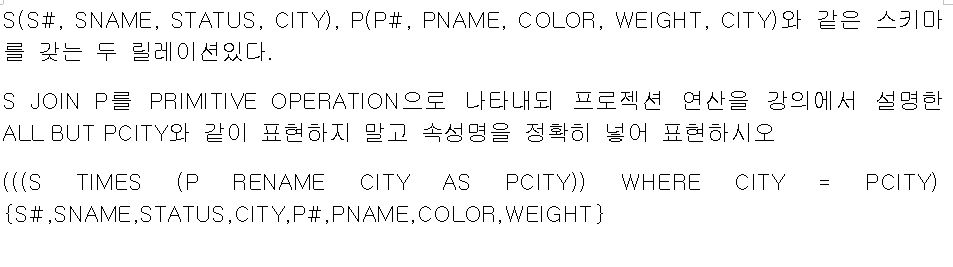 S(S#, SNAME, STATUS, CITY), P(P#, PNAME, COLOR, WEIGHT, CITY)와 같은 스키마
를 갖는 두 릴레이션있다.
S JOIN P를 PRIMITIVE OPERATION으로 나타내되 프로젝션 연산을 강의에서 설명한
ALL BUT PCITY와 같이 표현하지 말고 속성명을 정확히 넣어 표현하시오
(((S TIMES (P RENAME CITY AS PCITY)) WHERE CITY = PCITY)
{S#,SNAME,STATUS,CITY,P#,PNAME,COLOR,WEIGHT}